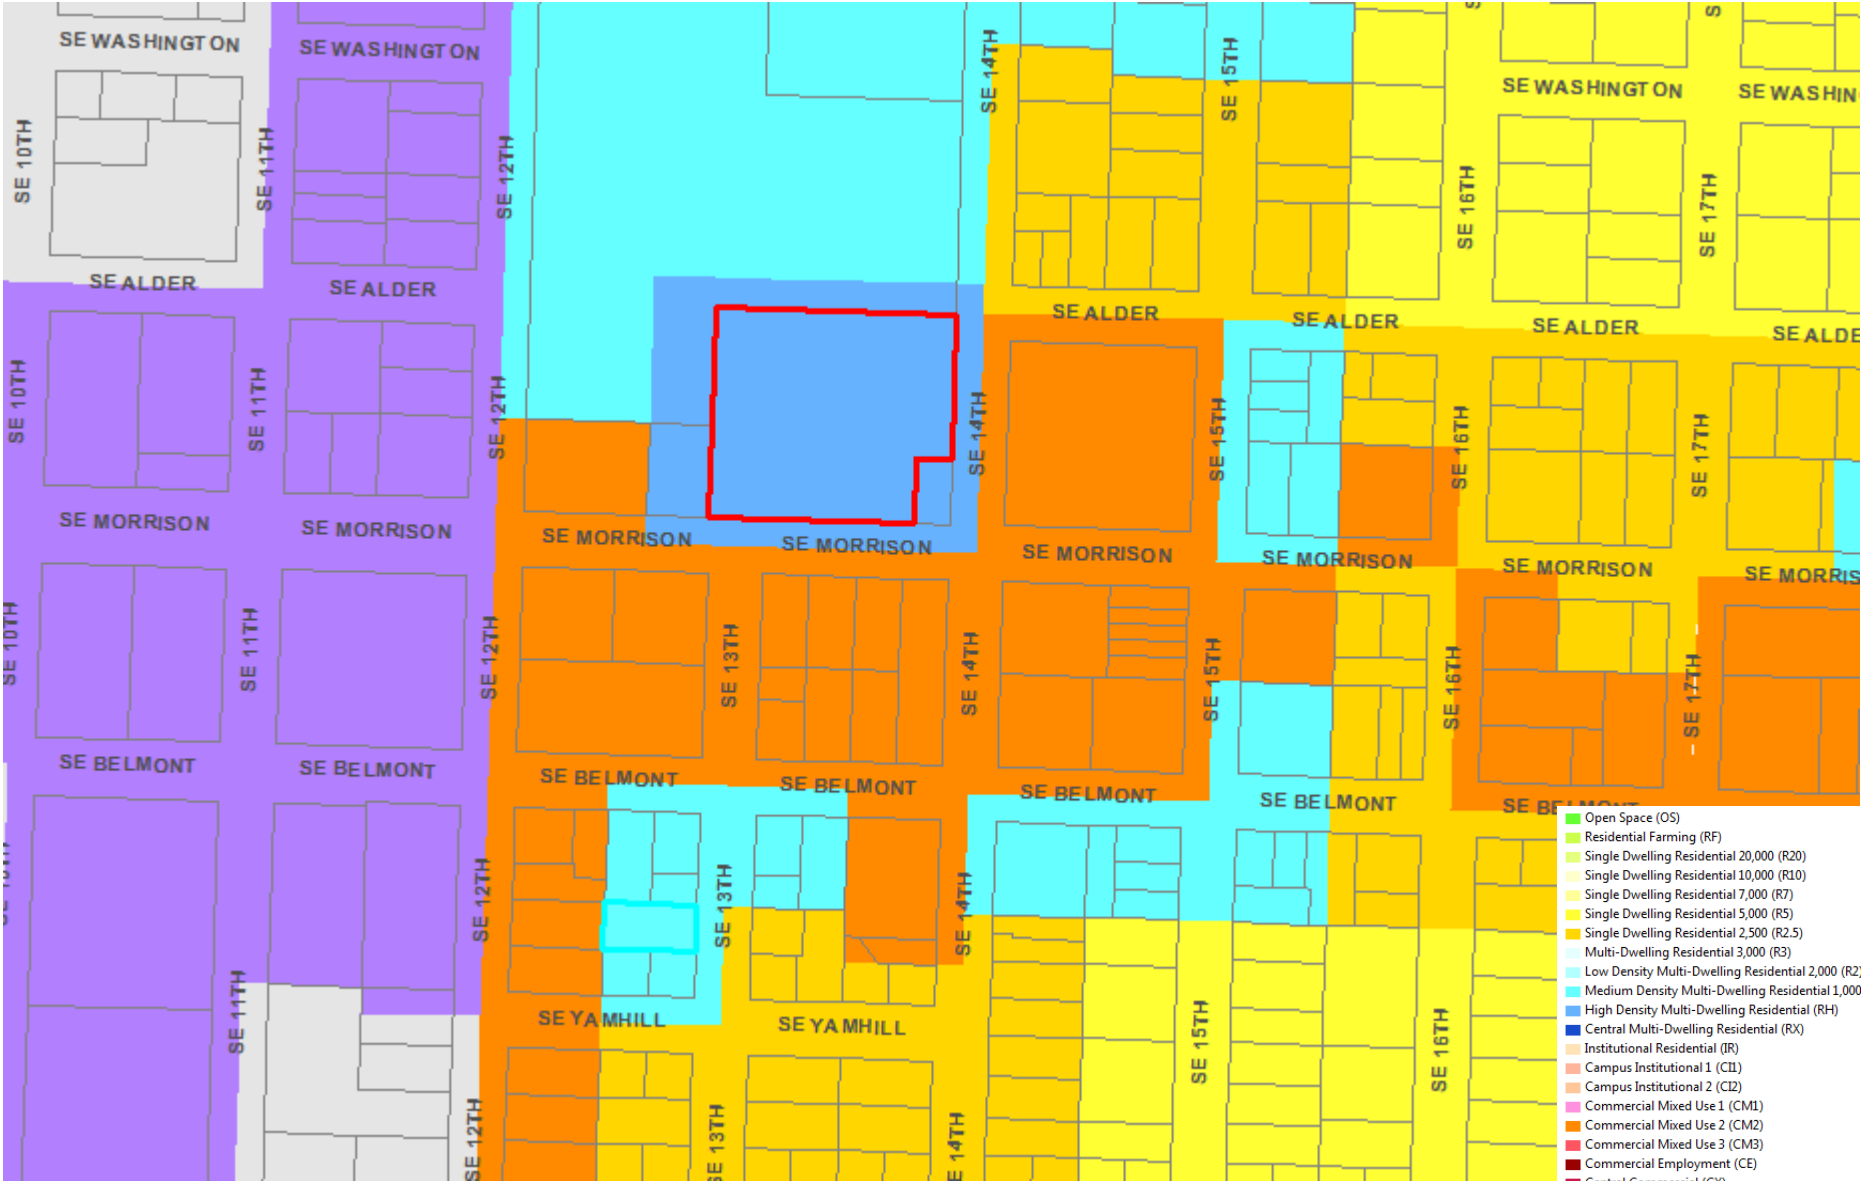 SE WASHINGTON
SE WASHINGTON
SE WASHINGTON
SE WASHIN
SE 10TH
SE 11TH
SE 12TH
SE 14TH
SE 15TH
SE 16TH
SE 17TH
SE ALDER
SE ALDER
SE ALDER
SE ALDER
SE ALDER
SE ALDE
SE 10TH
SE 11TH
SE 12TH
SE 14TH
SE 15TH
SE 16TH
SE 17TH
SE MORRISON
SE MORRISON
SE MORRISON
SE MORRISON
SE MORRISON
SE MORRISON
SE MORRISON
SE MORRIS
SE 10TH
SE 11TH
SE 12TH
SE 13TH
SE 14TH
SE 15TH
SE 16TH
SE 17TH
SE BELMONT
SE BELMONT
SE BELMONT
SE BELMONT
SE BELMONT
SE BELMONT
SE BELMONT
SE 11TH
SE 12TH
SE 13TH
SE 14TH
SE YAMHILL
SE YAMHILL
SE 12TH
SE 13TH
SE 14TH
SE 15TH
SE 16TH
Open Space (OS)
Residential Farming (RF)
Single Dwelling Residential 20,000 (R20)
Single Dwelling Residential 10,000 (R10)
Single Dwelling Residential 7,000 (R7)
Single Dwelling Residential 5,000 (R5)
Single Dwelling Residential 2,500 (R2.5)
Multi-Dwelling Residential 3,000 (R3)
Low Density Multi-Dwelling Residential 2,000 (R2)
Medium Density Multi-Dwelling Residential 1,000
High Density Multi-Dwelling Residential (RH)
Central Multi-Dwelling Residential (RX)
Institutional Residential (IR)
Campus Institutional 1 (CI1)
Campus Institutional 2 (CI2)
Commercial Mixed Use 1 (CM1)
Commercial Mixed Use 2 (CM2)
Commercial Mixed Use 3 (CM3)
Commercial Employment (CE)